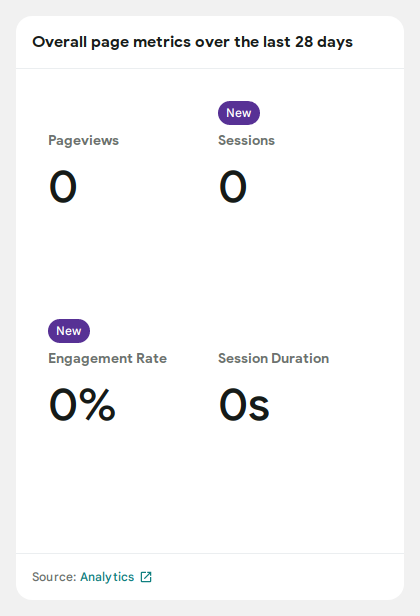 Overall page metrics over the last 28 days
New
Pageviews
Sessions
0
0
New
Engagement Rate
Session Duration
0%
0s
Source: Analytics